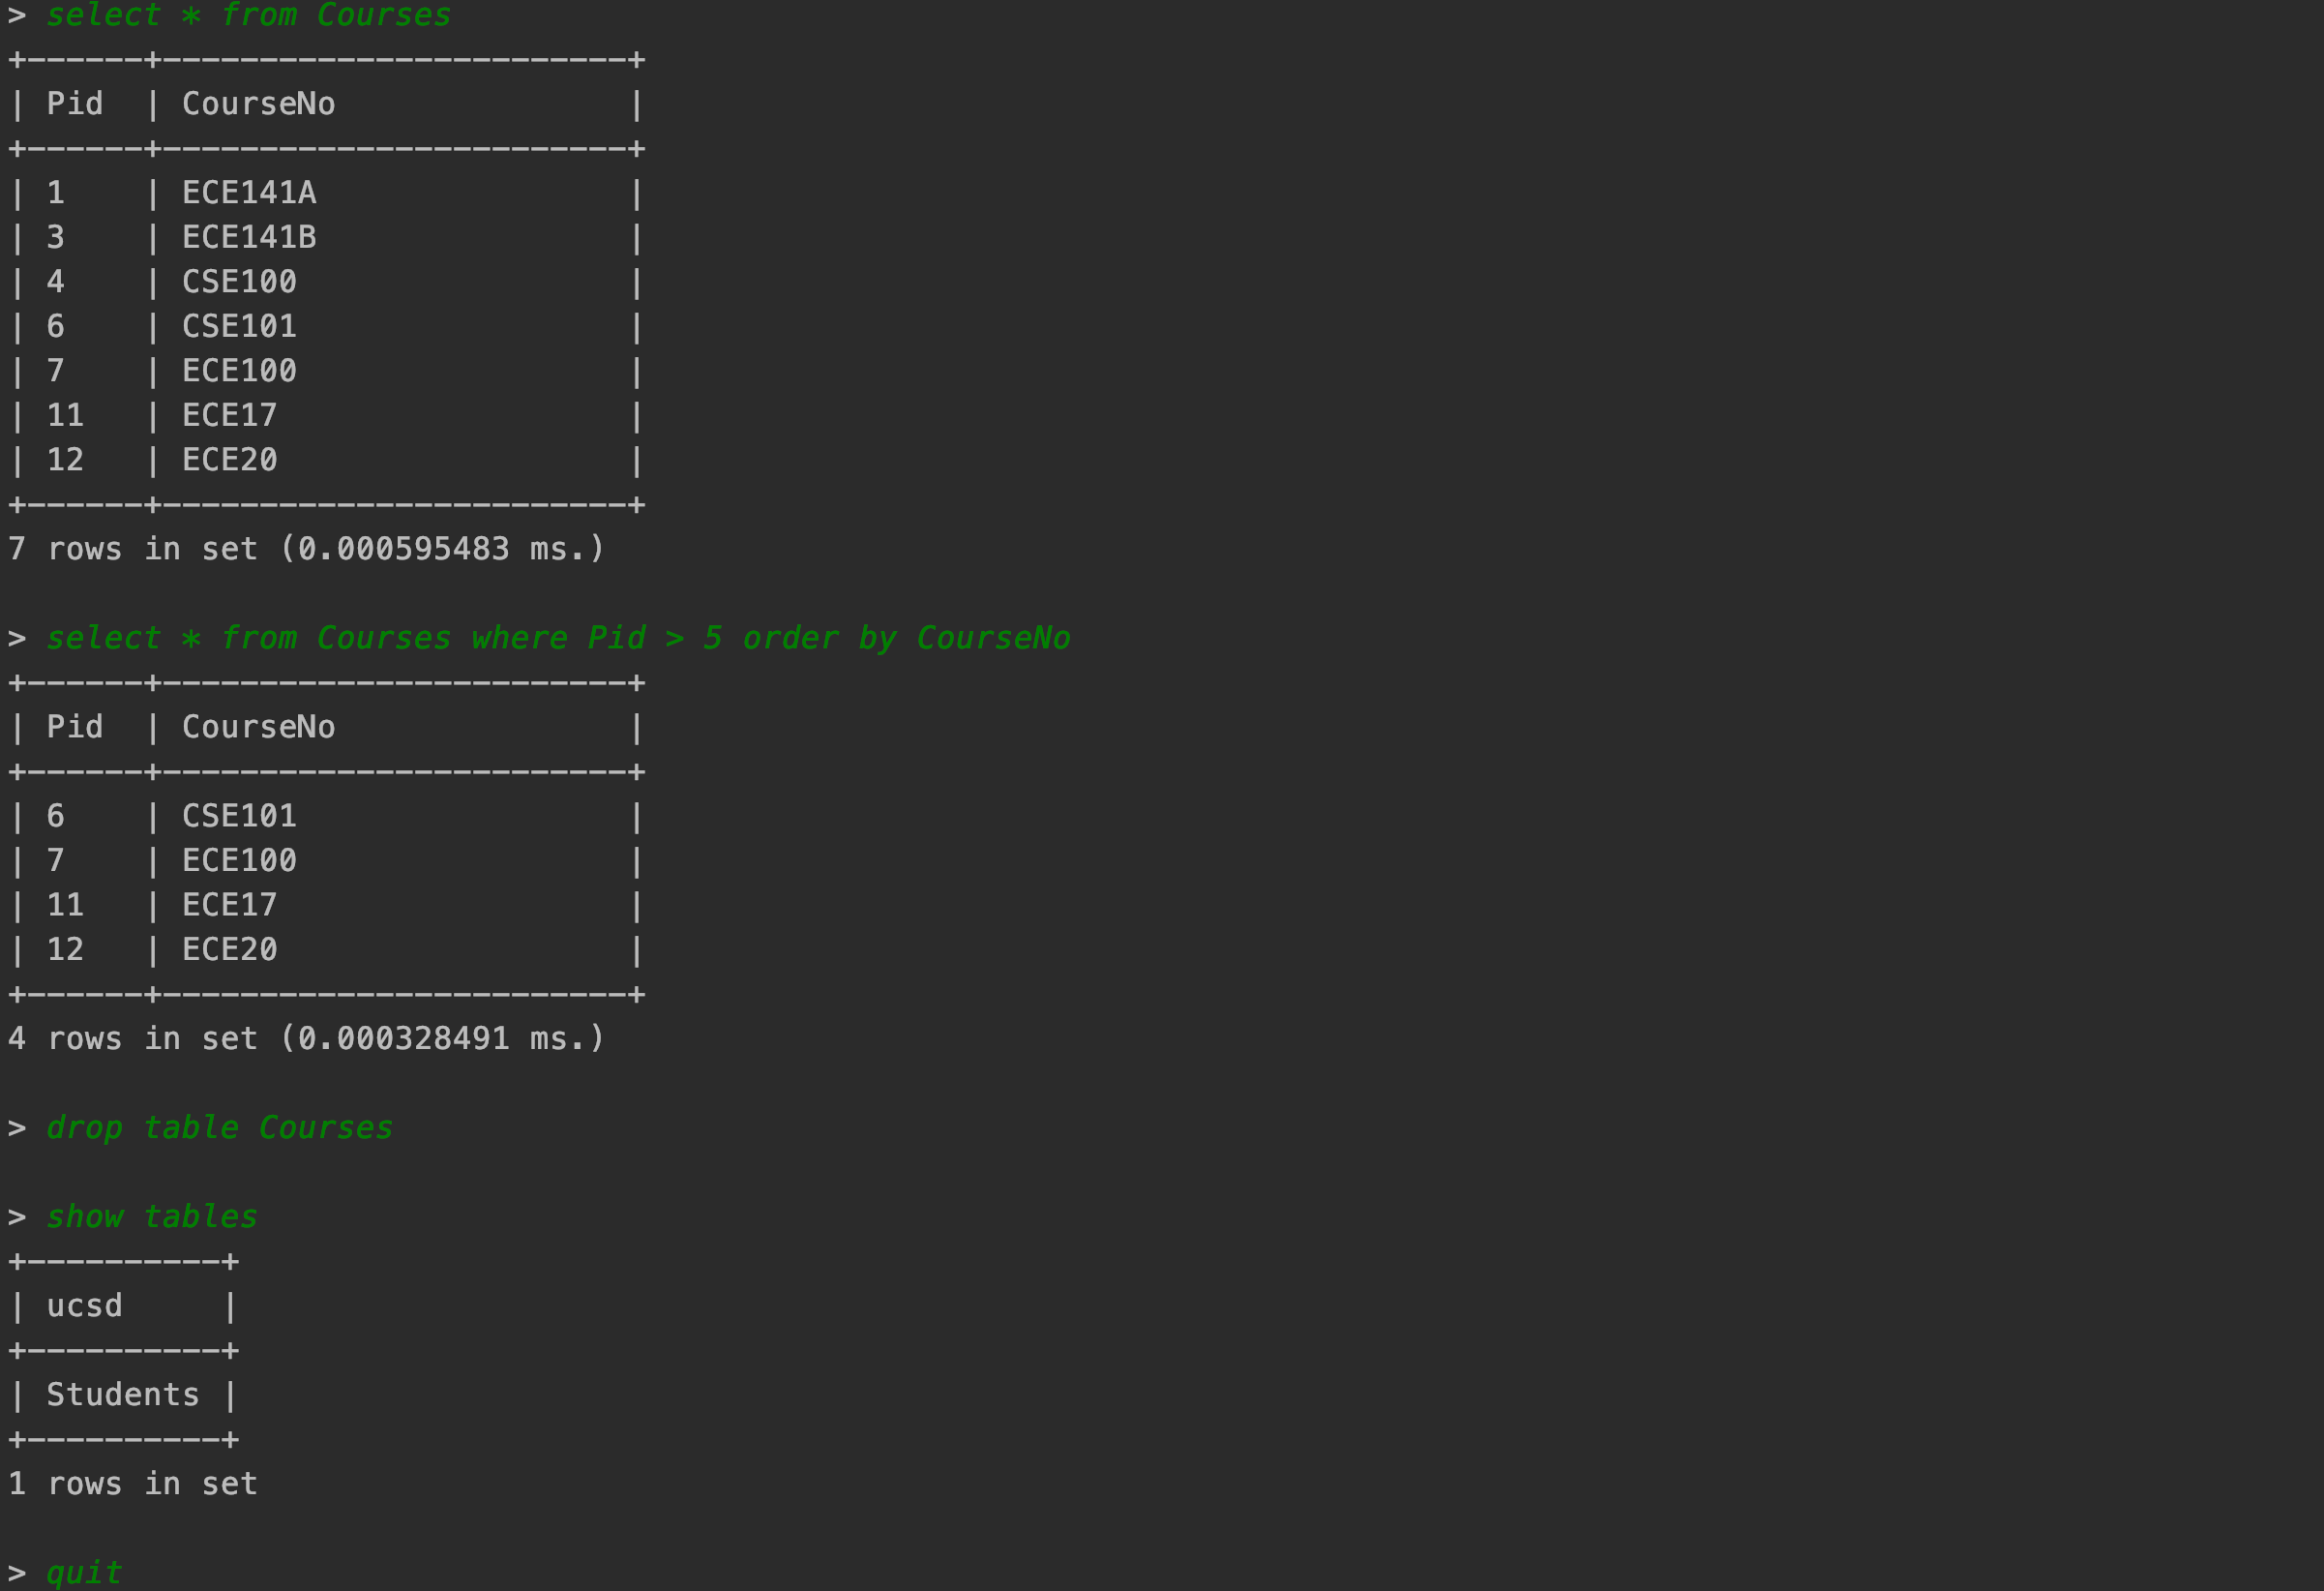 > select * from Courses
+------+------------------------+
| Pid  | CourseNo               |
+------+------------------------+
| 1    | ECE141A                |
| 3    | ECE141B                |
| 4    | CSE100                 |
| 6    | CSE101                 |
| 7    | ECE100                 |
| 11   | ECE17                  |
| 12   | ECE20                  |
+------+------------------------+
7 rows in set (0.000595483 ms.)

> select * from Courses where Pid > 5 order by CourseNo
+------+------------------------+
| Pid  | CourseNo               |
+------+------------------------+
| 6    | CSE101                 |
| 7    | ECE100                 |
| 11   | ECE17                  |
| 12   | ECE20                  |
+------+------------------------+
4 rows in set (0.000328491 ms.)

> drop table Courses

> show tables
+----------+
| ucsd     |
+----------+
| Students |
+----------+
1 rows in set

> quit